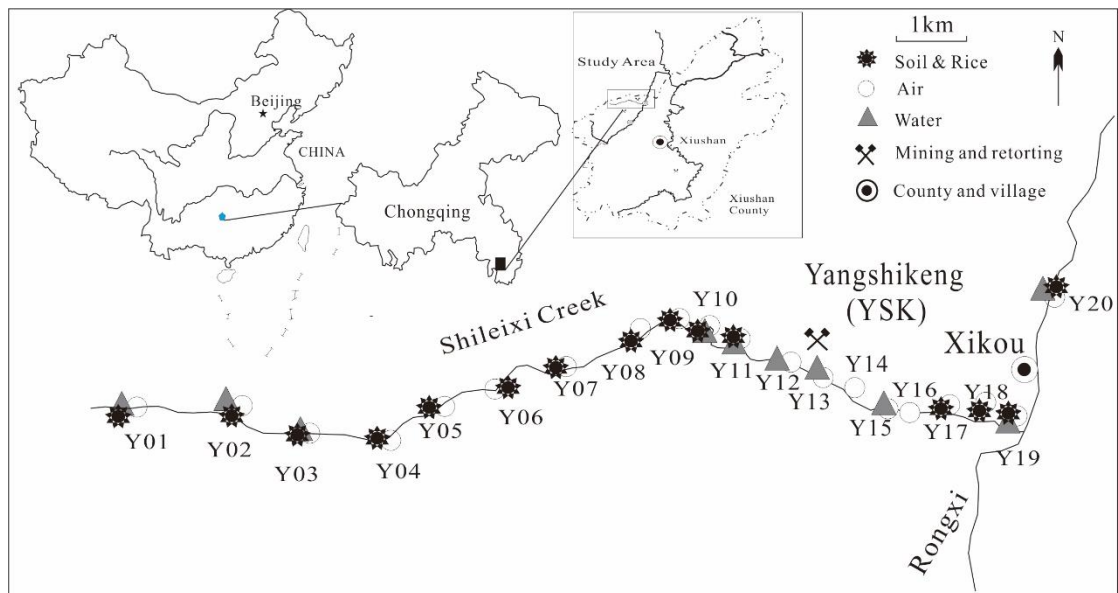 1km
N
Soil & Rice
Air
Water
Mining and retorting
County and village
Beijing
CHINA
Chongqing
Study Area
Xiushan
Xiushan
County
Shileixi Creek
Yangshikeng
(YSK)
Xikou
Rongxi
Y01
Y02
Y03
Y04
Y05
Y06
Y07
Y08
Y09
Y10
Y11
Y12
Y13
Y14
Y15
Y16
Y17
Y18
Y19
Y20